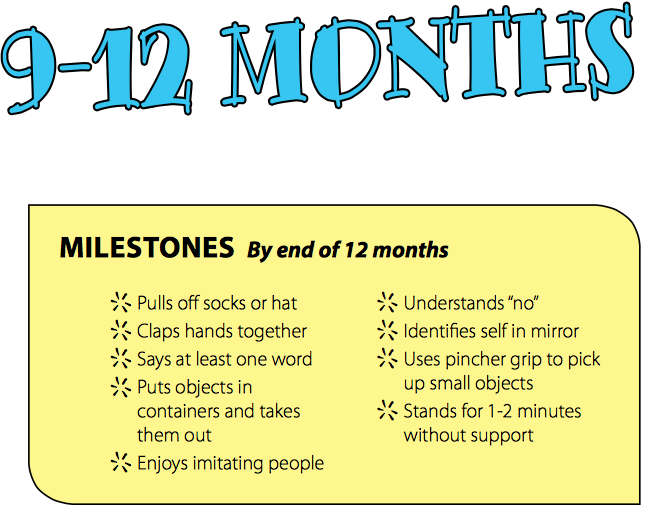 9-12 MONTHS
MILESTONES By end of 12 months
Pulls off socks or hat
Claps hands together
Says at least one word
Puts objects in
containers and takes
them out
Enjoys imitating people
Understands “no”
Identifies self in mirror
Uses pincher grip to pick
up small objects
Stands for 1-2 minutes
without support